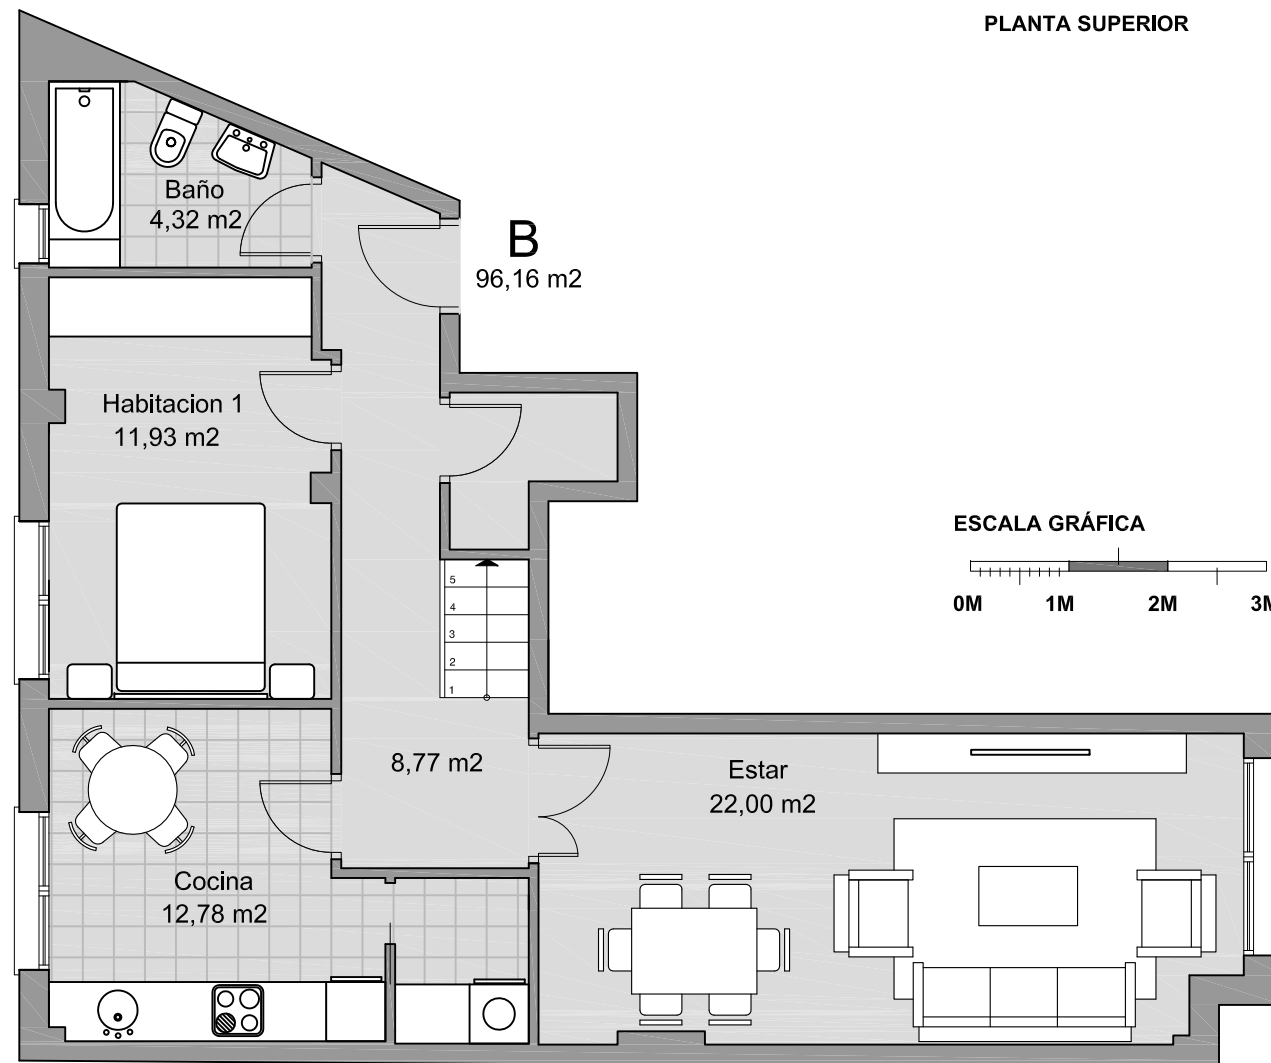 PLANTA SUPERIOR
Baño
4,32 m2
B
96,16 m2
Habitacion 1
11,93 m2
ESCALA GRÁFICA
0M 1M 2M 3M
5
4
3
2
1
8,77 m2
Estar
22,00 m2
Cocina
12,78 m2